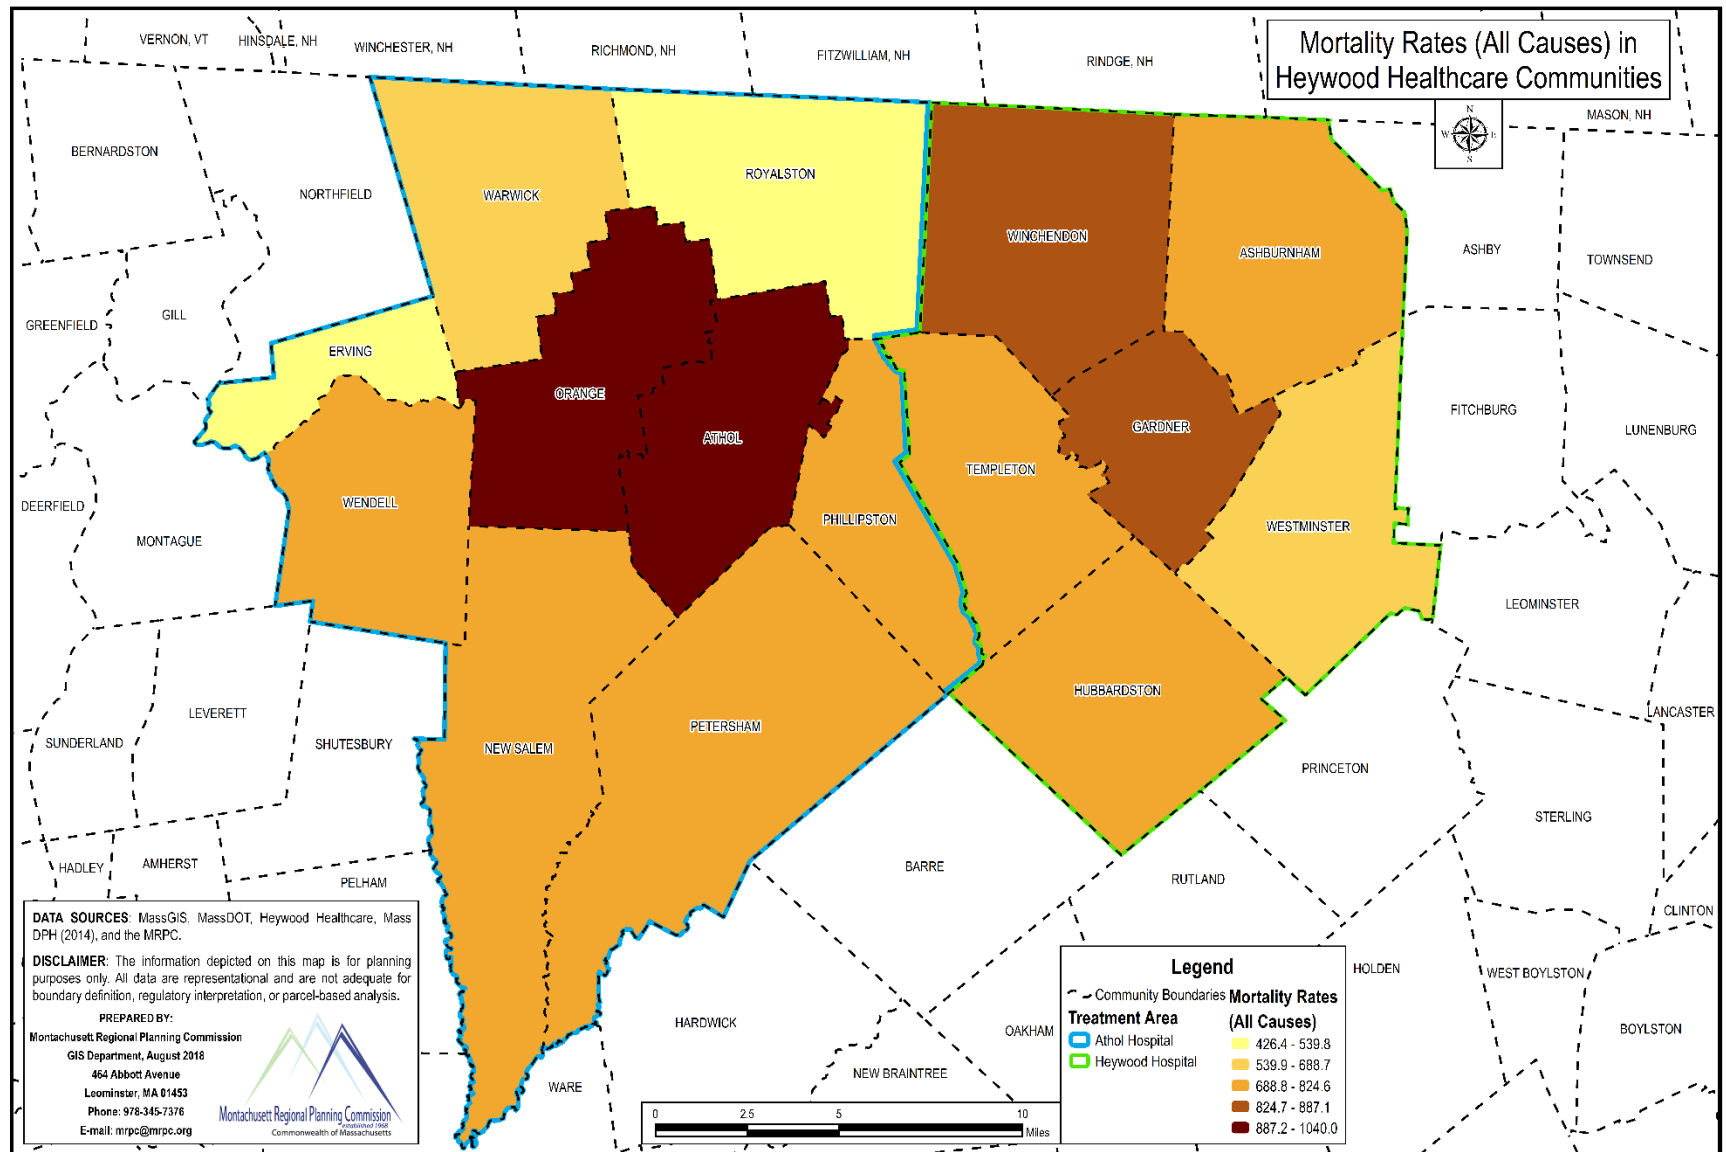 Mortality Rates (All Causes) in
Heywood Healthcare Communities
N
W
E
S
VERNON, VT
HINSDALE, NH
WINCHESTER, NH
RICHMOND, NH
FITZWILLIAM, NH
RINDGE, NH
MASON, NH
BERNARDSTON
NORTHFIELD
WARWICK
ROYALSTON
WINCHENDON
ASHBURNHAM
ASHBY
TOWNSEND
GREENFIELD
GILL
ERVING
ORANGE
ATHOL
GARDNER
FITCHBURG
LUNENBURG
DEERFIELD
WENDELL
PHILLIPSTON
TEMPLETON
WESTMINSTER
MONTAGUE
LEOMINSTER
HUBBARDSTON
LEVERETT
SUNDERLAND
SHUTESBURY
NEW SALEM
PETERSHAM
LANCASTER
PRINCETON
STERLING
HADLEY
AMHERST
PELHAM
BARRE
RUTLAND
CLINTON
HOLDEN
WEST BOYLSTON
HARDWICK
OAKHAM
BOYLSTON
WARE
NEW BRAINTREE
DATA SOURCES: MassGIS, MassDOT, Heywood Healthcare, Mass
DPH (2014), and the MRPC.
DISCLAIMER: The information depicted on this map is for planning
purposes only. All data are representational and are not adequate for
boundary definition, regulatory interpretation, or parcel-based analysis.
PREPARED BY:
Montachusett Regional Planning Commission
GIS Department, August 2018
464 Abbott Avenue
Leominster, MA 01453
Phone: 978-345-7376
E-mail: mrpc@mrpc.org
Montachusett Regional Planning Commission
established 1968
Commonwealth of Massachusetts
0 2.5 5 10
Miles
Legend
Community Boundaries
Treatment Area
Athol Hospital
Heywood Hospital
Mortality Rates
(All Causes)
426.4 - 539.8
539.9 - 688.7
688.8 - 824.6
824.7 - 887.1
887.2 - 1040.0